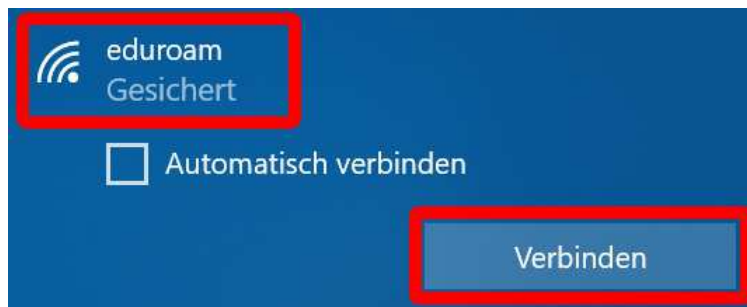 eduroam
Gesichert
Automatisch verbinden
Verbinden